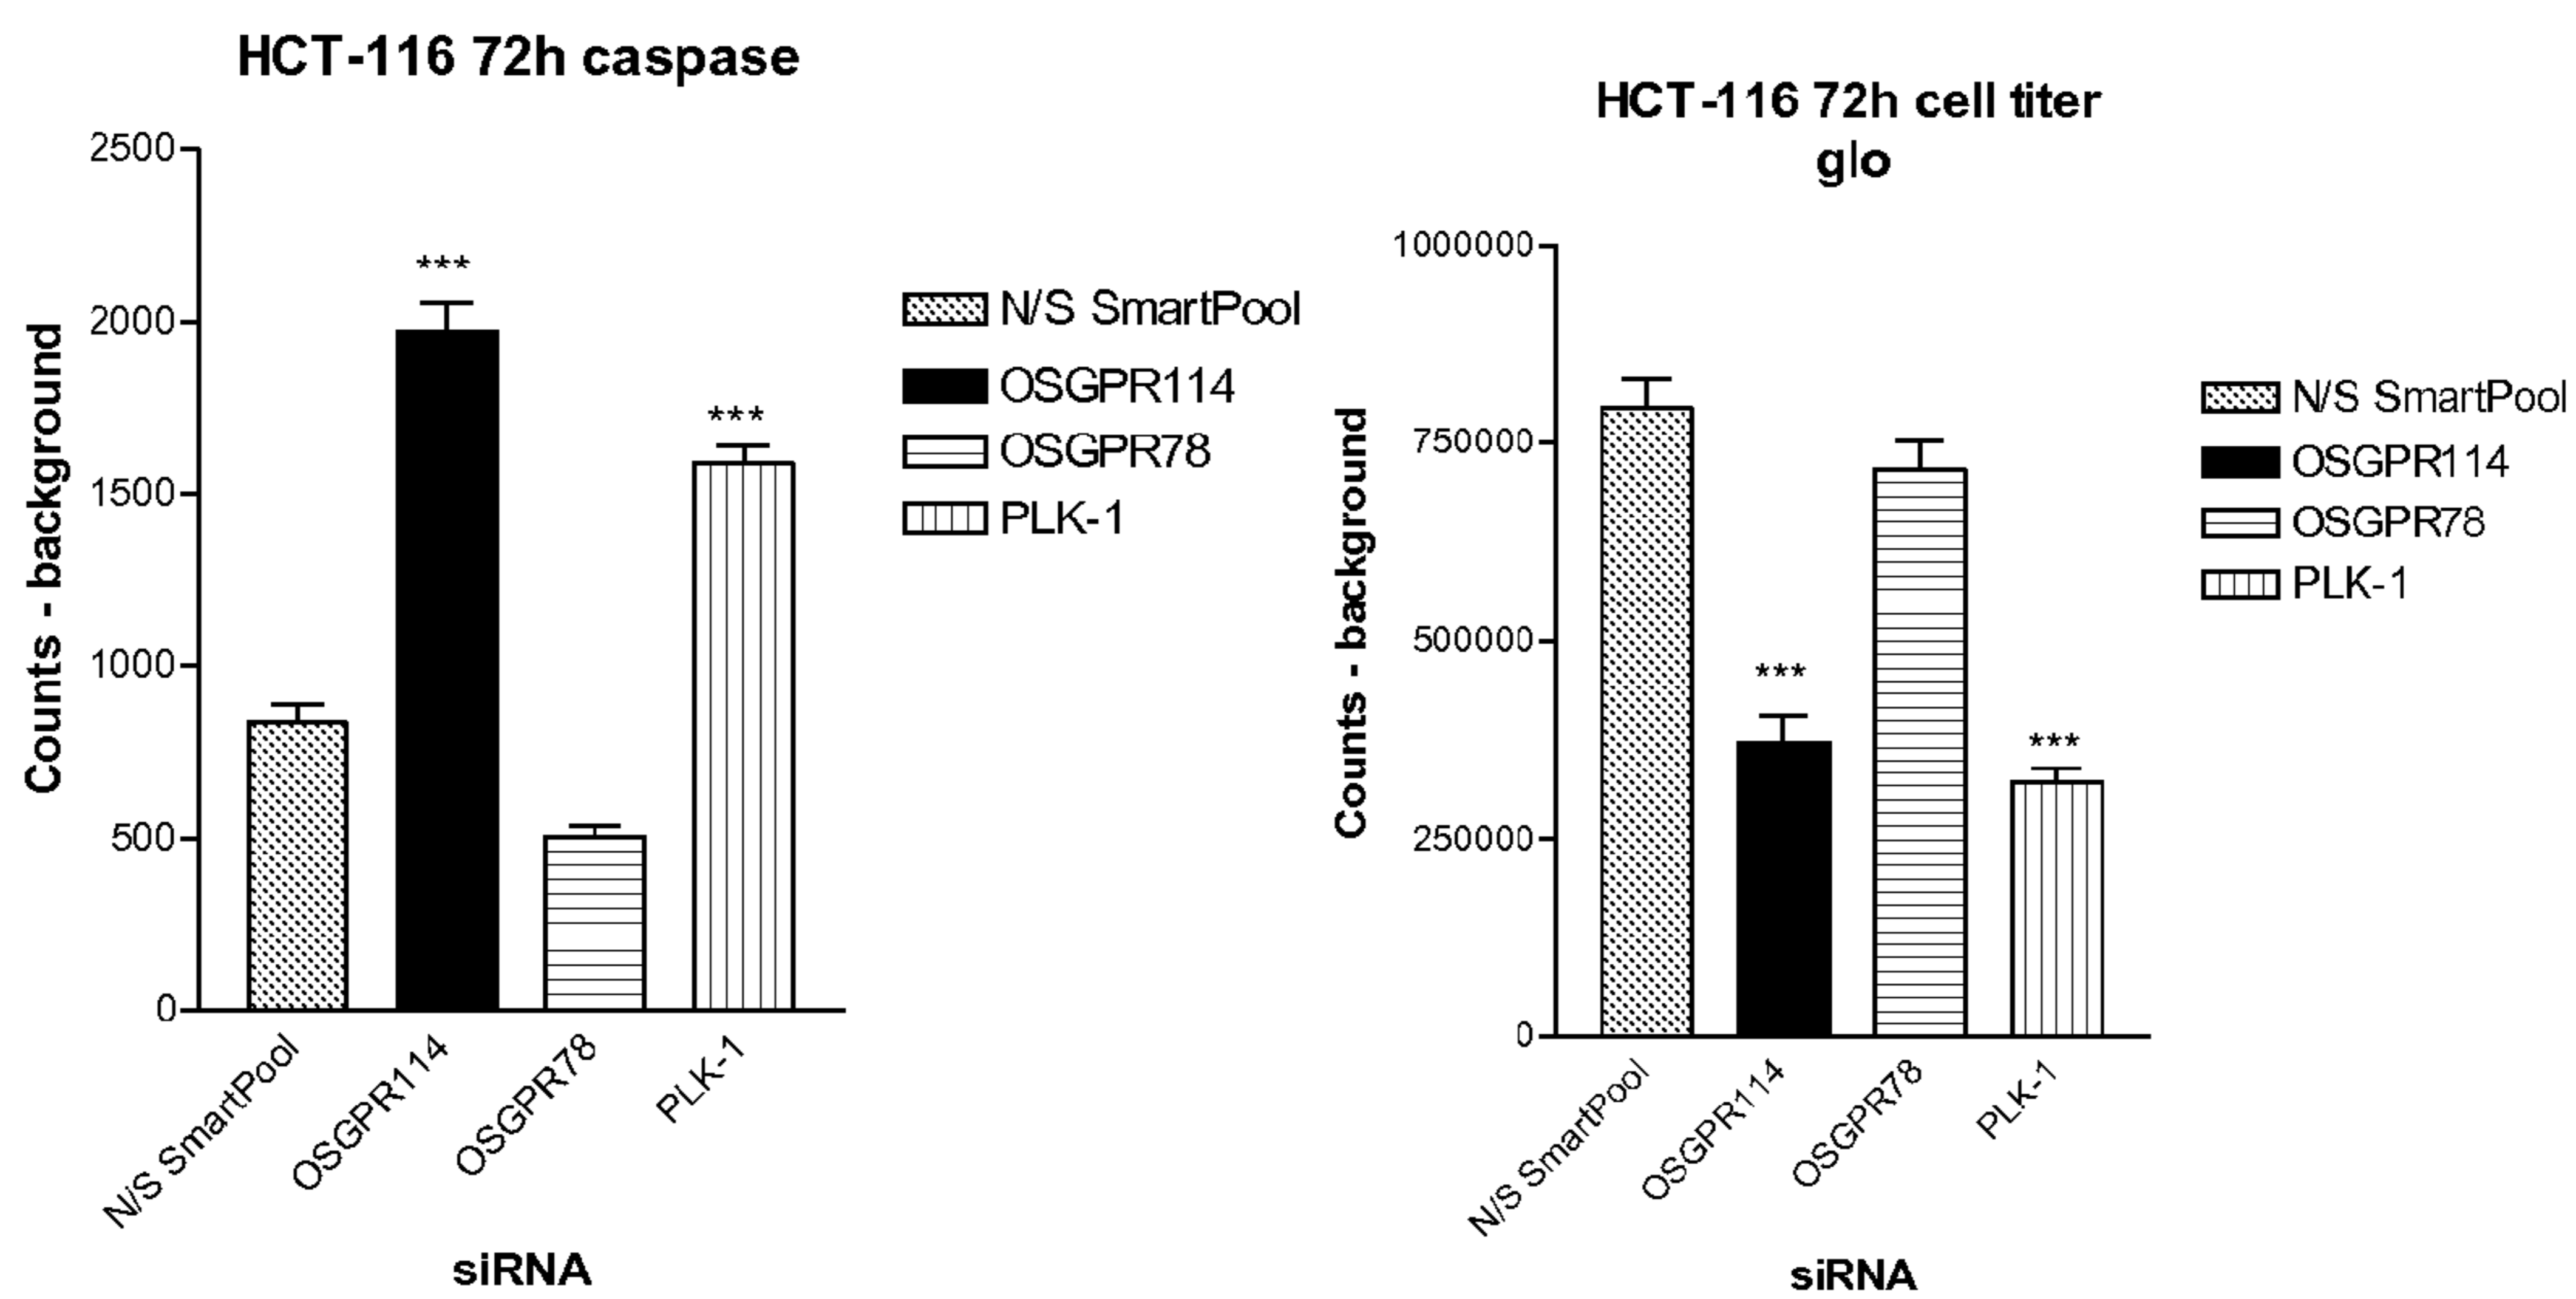 HCT-116 72h caspase
Counts - background
2500
2000
1500
1000
500
0
***
***
N/S SmartPool
OSGPR114
OSGPR78
PLK-1
siRNA
N/S SmartPool
OSGPR114
OSGPR78
PLK-1
HCT-116 72h cell titer
glo
Counts - background
1000000
750000
500000
250000
0
***
***
N/S SmartPool
OSGPR114
OSGPR78
PLK-1
siRNA
N/S SmartPool
OSGPR114
OSGPR78
PLK-1